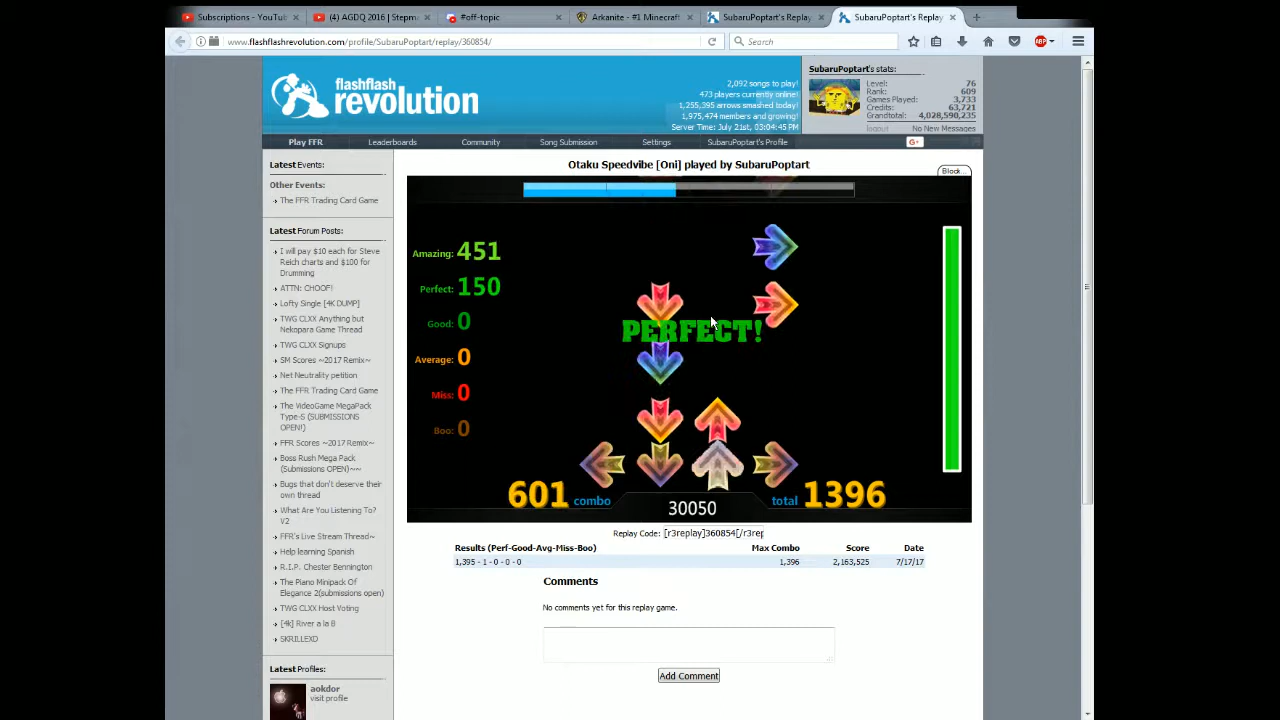 Subscriptions - YouTub
(4) AGDQ 2016 | Stepm
#off-topic
Arkanite - #1 Minecraft
SubaruPoptart's Replay
SubaruPoptart's Replay
www.flashflashrevolution.com/profile/SubaruPoptart/replay/360854/
Search
ABP
flashflash
revolution
2,092 songs to play!
473 players currently online!
1,255,395 arrows smashed today!
1,975,474 members and growing!
Server Time: July 21st, 03:04:45 PM
SubaruPoptart's stats:
Level: 76
Rank: 609
Games Played: 3,733
Credits: 63,721
Grandtotal: 4,028,590,235
logout No New Messages
Play FFR Leaderboards Community Song Submission Settings SubaruPoptart's Profile G+
Latest Events:
Other Events:
The FFR Trading Card Game
Latest Forum Posts:
I will pay $10 each for Steve
Reich charts and $100 for
Drumming
ATTN: CHOOF!
Lofty Single [4K DUMP]
TWG CLXX Anything but
Nekopara Game Thread
TWG CLXX Signups
SM Scores ~2017 Remix~
Net Neutrality petition
The FFR Trading Card Game
The VideoGame MegaPack
Type-S (SUBMISSIONS
OPEN!)
FFR Scores ~2017 Remix~
Boss Rush Mega Pack
(Submissions OPEN)~~
Bugs that don't deserve their
own thread
What Are You Listening To?
V2
FFR's Live Stream Thread~
Help learning Spanish
R.I.P. Chester Bennington
The Piano Minipack Of
Elegance 2(submissions open)
TWG CLXX Host Voting
[4k] River a la B
SKRILLEXD
Latest Profiles:
aokdor
visit profile
Otaku Speedvibe [Oni] played by SubaruPoptart
Block...
Amazing: 451
Perfect: 150
Good: 0
Average: 0
Miss: 0
Boo: 0
PERFECT!
601 combo
30050
total 1396
Replay Code: [r3replay]360854[/r3rep
Results (Perf-Good-Avg-Miss-Boo) Max Combo Score Date
1,395 - 1 - 0 - 0 - 0 1,396 2,163,525 7/17/17
Comments
No comments yet for this replay game.
Add Comment